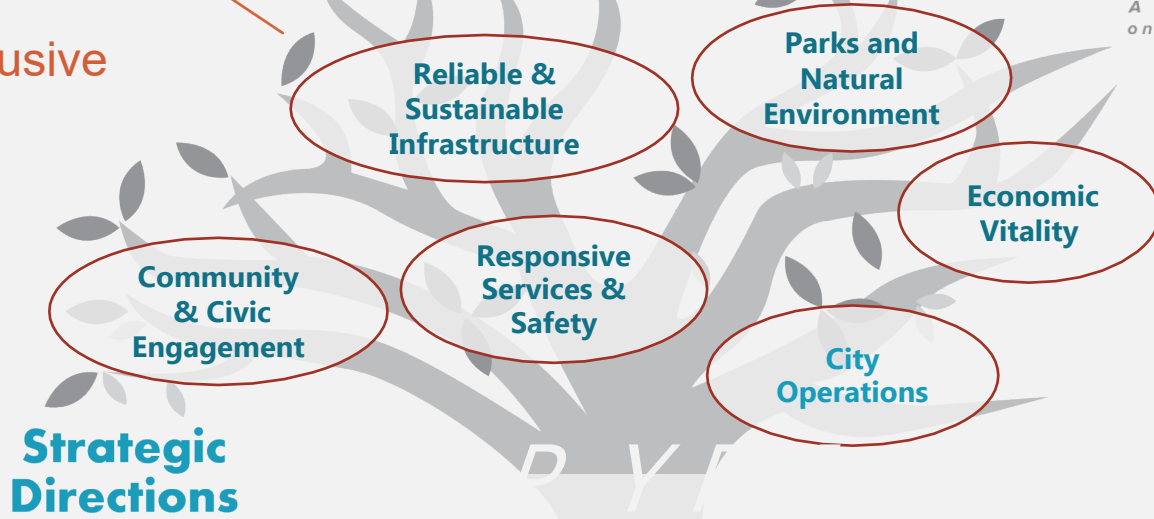 usive
A
on
Reliable &
Sustainable
Infrastructure
Parks and
Natural
Environment
Economic
Vitality
Responsive
Services &
Safety
Community
& Civic
Engagement
City
Operations
Strategic
Directions